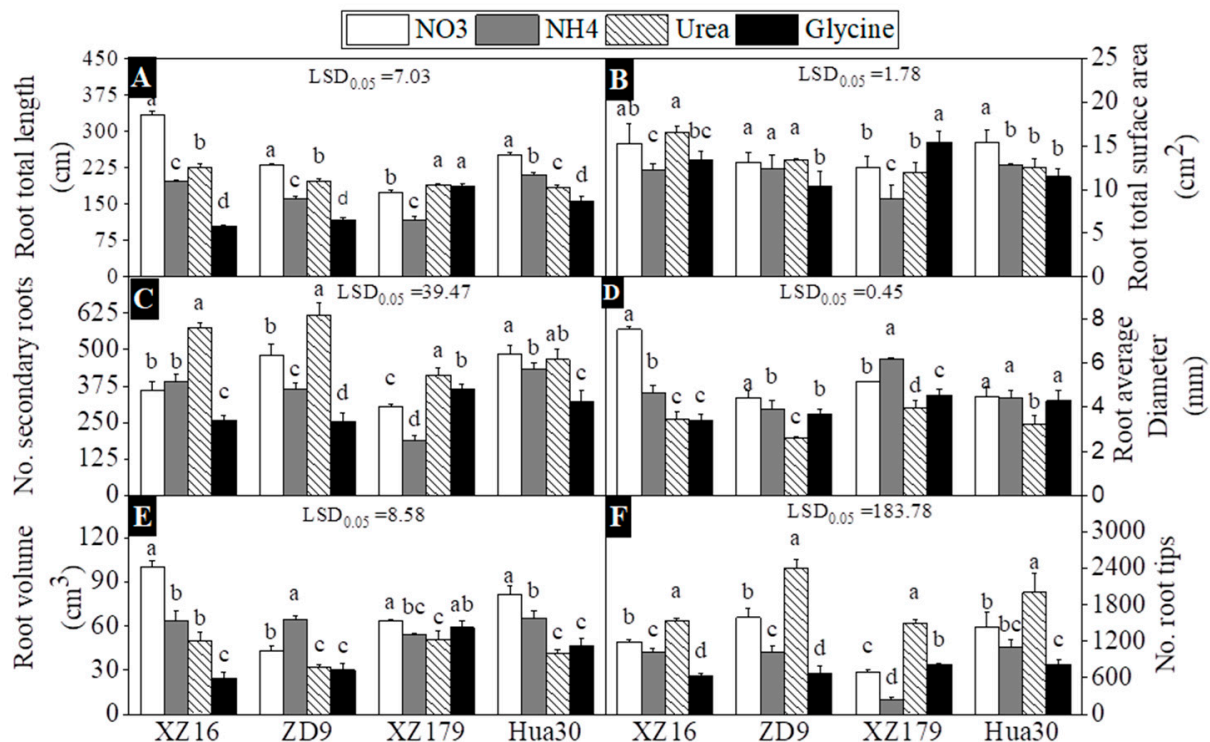 NO3 NH4 Urea Glycine
A
LSD0.05 =7.03
Root total length
(cm)
450
375
300
225
150
75
0
a c b d
a c b d
b c a a
a b c d
B
LSD0.05 =1.78
Root total surface area
(cm2)
25
20
15
10
5
0
ab c a bc
a a a b
b c b a
a b b b
C
LSD0.05 =39.47
No. secondary roots
625
500
375
250
125
0
b b a c
b c a d
c d a b
a b ab c
D
LSD0.05 =0.45
Root average
Diameter
(mm)
8
6
4
2
0
a b c c
a b c b
b a d c
a a b a
E
LSD0.05 =8.58
Root volume
(cm3)
120
90
60
30
0
a b b c
b a c c
a bc c ab
a b c c
F
LSD0.05 =183.78
No. root tips
3000
2400
1800
1200
600
0
b c a d
b c a d
c d a b
b bc a c
XZ16 ZD9 XZ179 Hua30
XZ16 ZD9 XZ179 Hua30